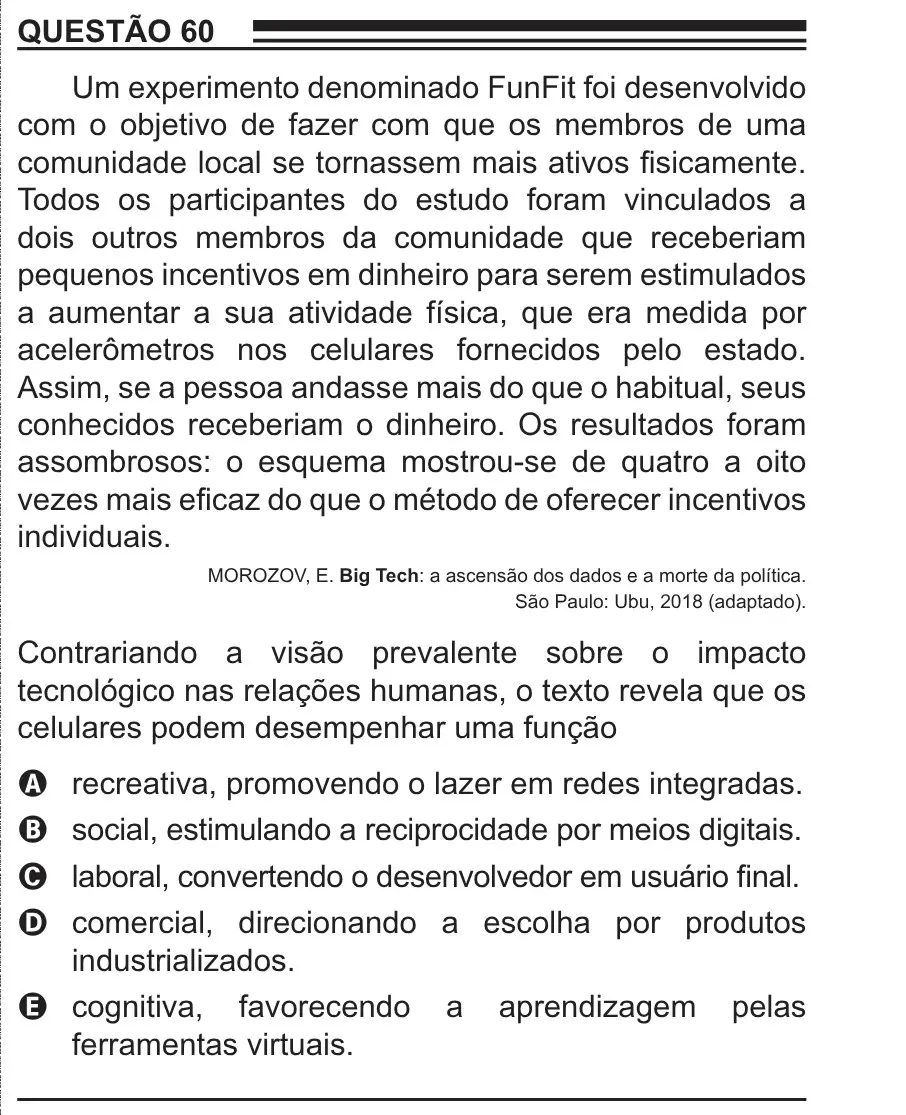 QUESTÃO 60
Um experimento denominado FunFit foi desenvolvido
com o objetivo de fazer com que os membros de uma
comunidade local se tornassem mais ativos fisicamente.
Todos os participantes do estudo foram vinculados a
dois outros membros da comunidade que receberiam
pequenos incentivos em dinheiro para serem estimulados
a aumentar a sua atividade física, que era medida por
acelerômetros nos celulares fornecidos pelo estado.
Assim, se a pessoa andasse mais do que o habitual, seus
conhecidos receberiam o dinheiro. Os resultados foram
assombrosos: o esquema mostrou-se de quatro a oito
vezes mais eficaz do que o método de oferecer incentivos
individuais.
MOROZOV, E. Big Tech: a ascensão dos dados e a morte da política.
São Paulo: Ubu, 2018 (adaptado).
Contrariando a visão prevalente sobre o impacto
tecnológico nas relações humanas, o texto revela que os
celulares podem desempenhar uma função
A recreativa, promovendo o lazer em redes integradas.
B social, estimulando a reciprocidade por meios digitais.
C laboral, convertendo o desenvolvedor em usuário final.
D comercial, direcionando a escolha por produtos
industrializados.
E cognitiva, favorecendo a aprendizagem pelas
ferramentas virtuais.